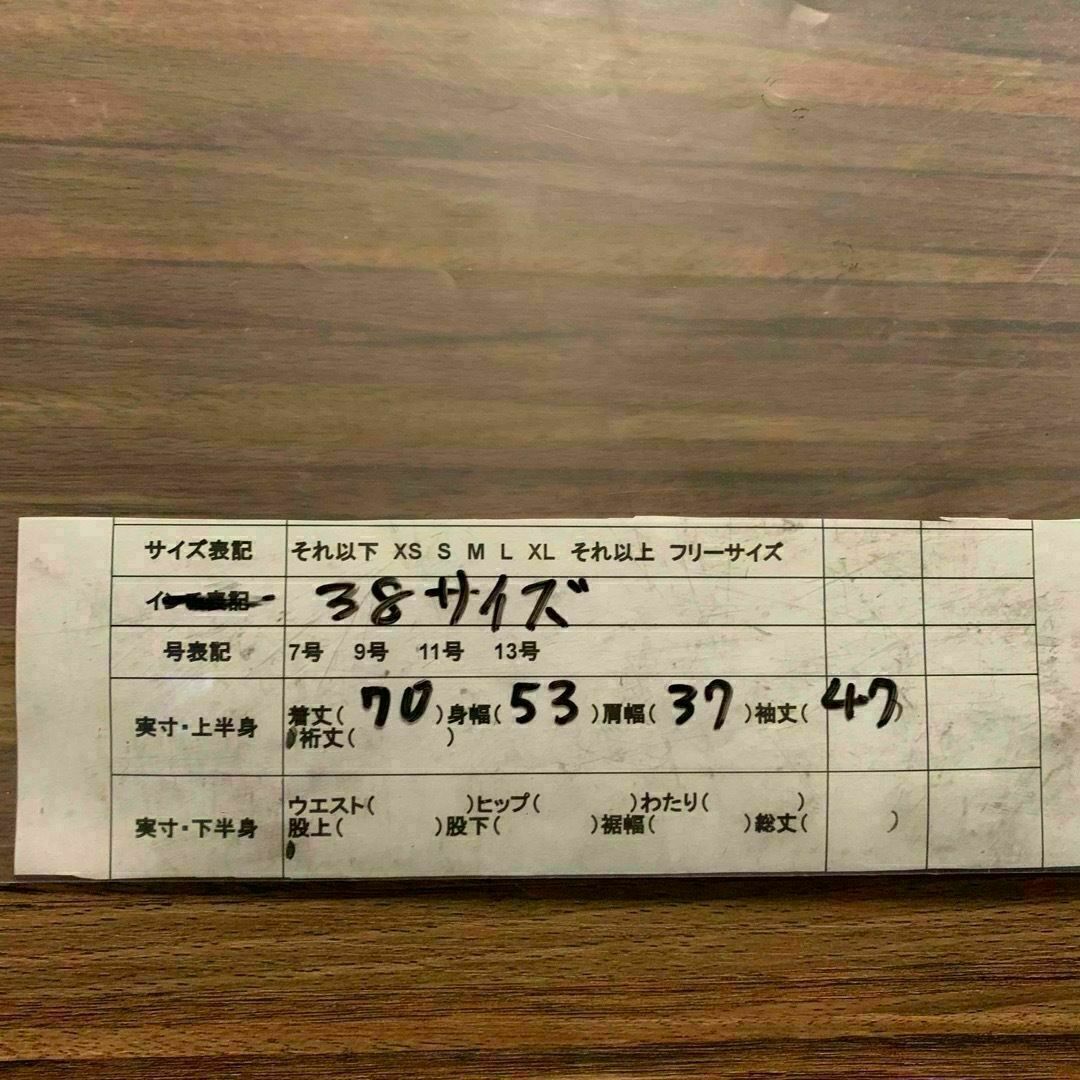 サイズ表記 それ以下 XS S M L XL それ以上 フリーサイズ
表記 38サイズ
号表記 7号 9号 11号 13号
着丈( 70 )身幅( 53 )肩幅( 37 )袖丈( 47 )
実寸・上半身 裄丈( )
ウエスト( )ヒップ( )わたり( )
実寸・下半身 股上( )股下( )裾幅( )総丈( )